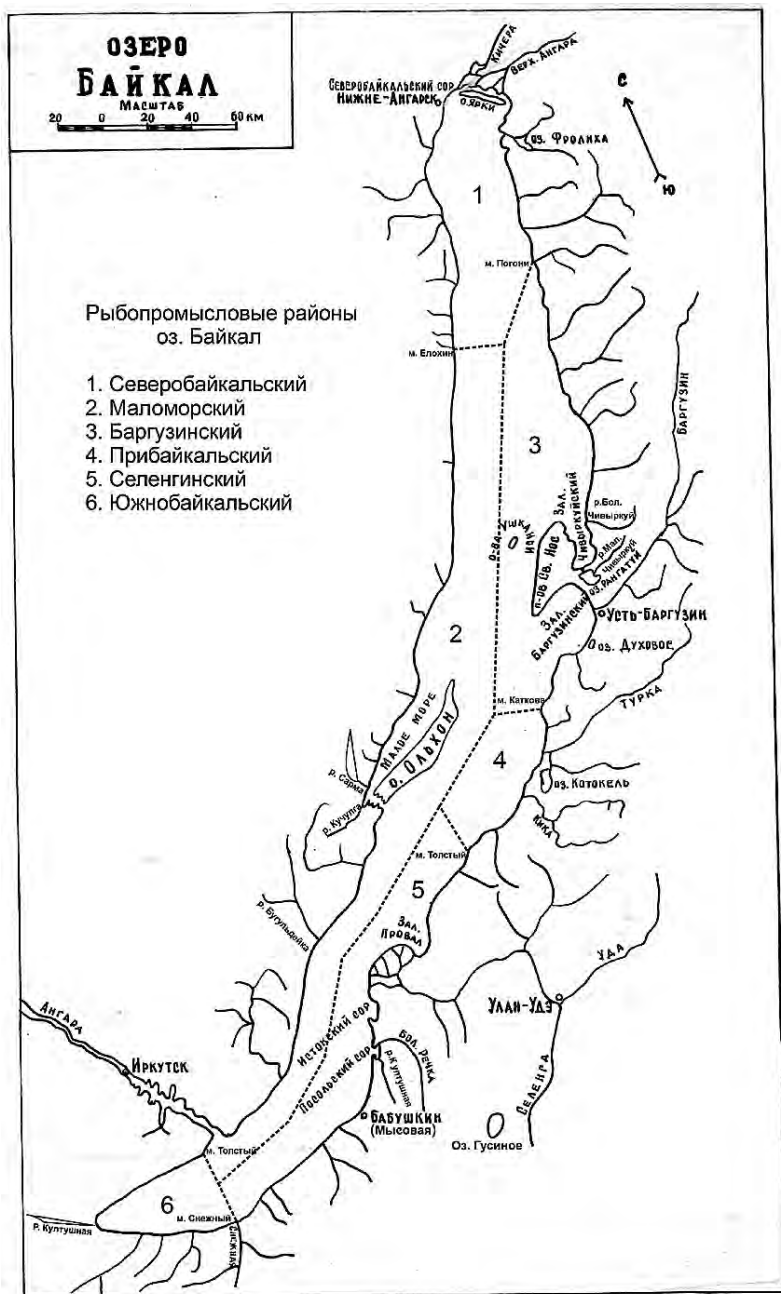 ОЗЕРО
БАЙКАЛ
МАСШТАБ
20 0 20 40 60 КМ
КИЧЕРА
ВЕРХ. АНГАРА
СЕВЕРОБАЙКАЛЬСКИЙ СОР
НИЖНЕ-АНГАРСК
О. ЯРКИ
С
Ю
ОЗ. ФРОЛИХА
1
м. Погони
Рыбопромысловые районы
оз. Байкал
1. Северобайкальский
2. Маломорский
3. Баргузинский
4. Прибайкальский
5. Селенгинский
6. Южнобайкальский
м. Елохин
БАРГУЗИН
3
ЗАЛ.
ЧИВЫРКУЙСКИЙ
р.Бол.
Чивыркуй
О-ВА УШКАНЬИ
П-ОВ СВ. НОС
р.Мал.
Чивыркуй
ОЗ. РАНГАТУЙ
ЗАЛ.
БАРГУЗИНСКИЙ
УСТЬ-БАРГУЗИН
ОЗ. ДУХОВОЕ
2
м. Каткова
ТУРКА
МАЛОЕ МОРЕ
О. ОЛЬХОН
4
р. Сарма
ОЗ. КОТОКЕЛЬ
р. Кучулга
КИКА
м. Толстый
5
р. Бугульдейка
ЗАЛ.
ПРОВАЛ
УДА
УЛАН-УДЭ
АНГАРА
ИРКУТСК
ИСТОКСКИЙ СОР
ПОСОЛЬСКИЙ СОР
БОЛ. РЕЧКА
р.Култушная
СЕЛЕНГА
БАБУШКИН
(Мысовая)
Оз. Гусиное
м. Толстый
6
м. Снежный
Р. Култушная
СНЕЖНАЯ